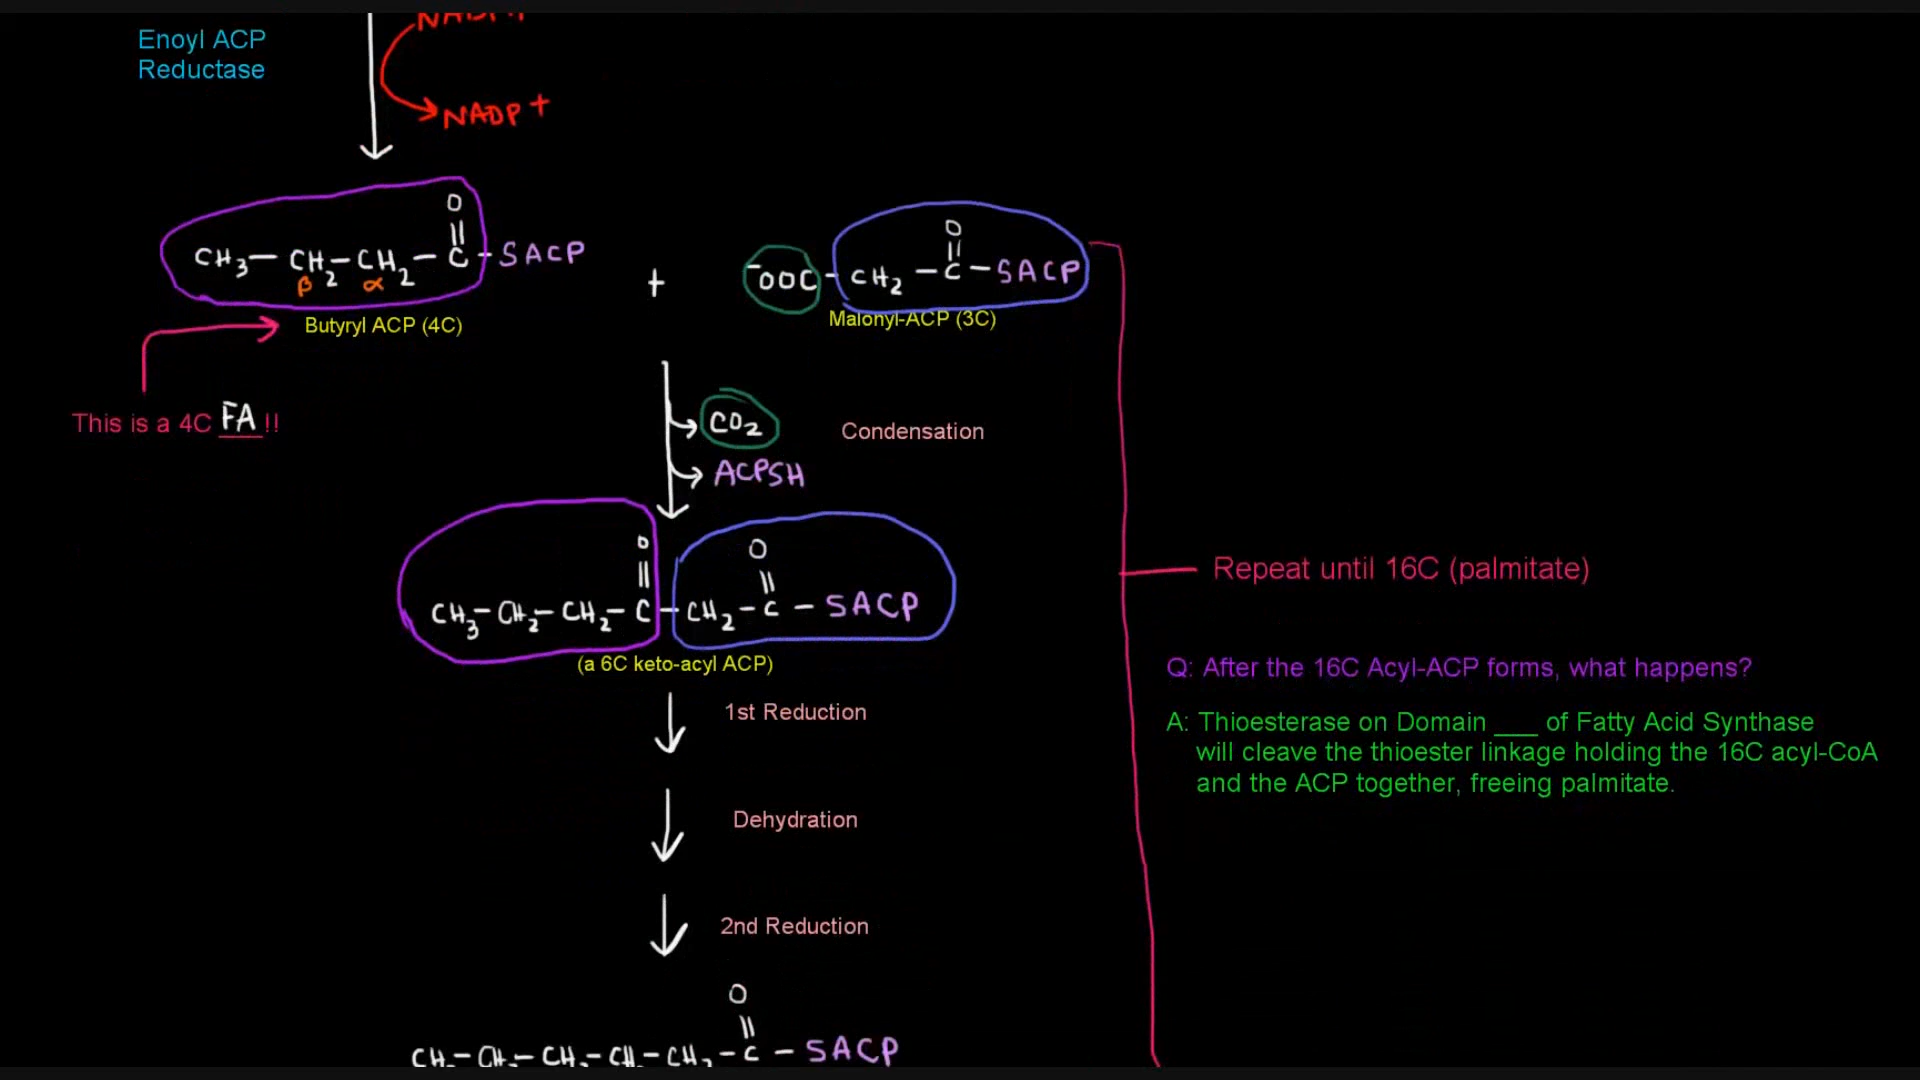 Enoyl ACP
Reductase
NADP+
O
||
CH3— CH2—CH2—C-SACP
β α
Butyryl ACP (4C)
+
O
||
-OOC-CH2—C—SACP
Malonyl-ACP (3C)
This is a 4C FA!!
CO2
Condensation
ACPSH
O
||
O
||
CH3-CH2-CH2-C-CH2-C-SACP
(a 6C keto-acyl ACP)
Repeat until 16C (palmitate)
Q: After the 16C Acyl-ACP forms, what happens?
1st Reduction
A: Thioesterase on Domain ___ of Fatty Acid Synthase
will cleave the thioester linkage holding the 16C acyl-CoA
and the ACP together, freeing palmitate.
Dehydration
2nd Reduction
O
||
-C-SACP